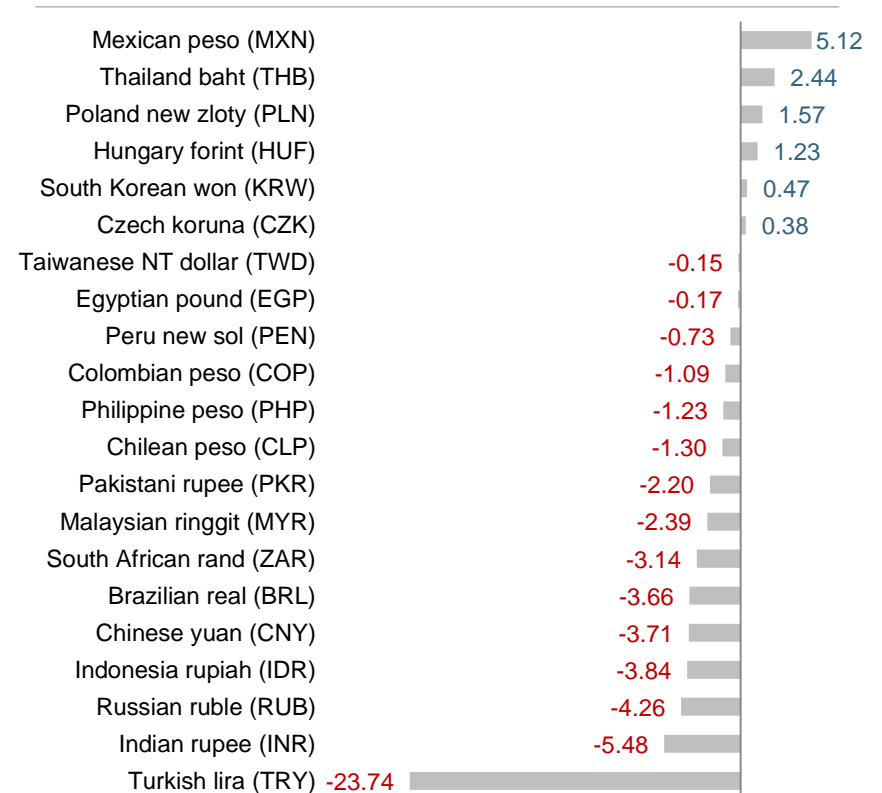 Mexican peso (MXN) 5.12
Thailand baht (THB) 2.44
Poland new zloty (PLN) 1.57
Hungary forint (HUF) 1.23
South Korean won (KRW) 0.47
Czech koruna (CZK) 0.38
Taiwanese NT dollar (TWD) -0.15
Egyptian pound (EGP) -0.17
Peru new sol (PEN) -0.73
Colombian peso (COP) -1.09
Philippine peso (PHP) -1.23
Chilean peso (CLP) -1.30
Pakistani rupee (PKR) -2.20
Malaysian ringgit (MYR) -2.39
South African rand (ZAR) -3.14
Brazilian real (BRL) -3.66
Chinese yuan (CNY) -3.71
Indonesia rupiah (IDR) -3.84
Russian ruble (RUB) -4.26
Indian rupee (INR) -5.48
Turkish lira (TRY) -23.74